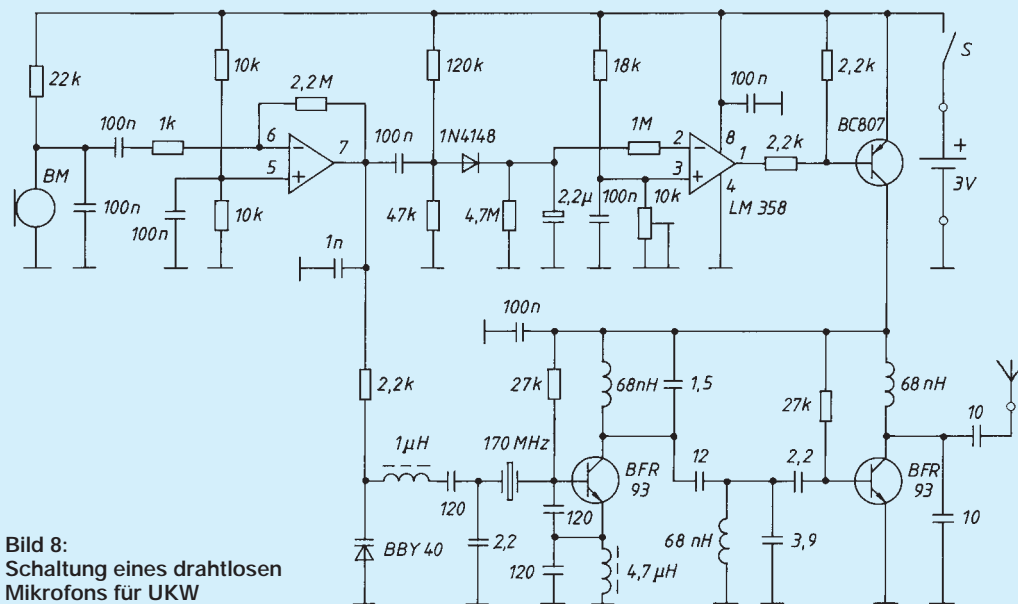 22k
10k
2,2M
120k
18k
100n
2,2k
S
100n
1k
6
7
100n
1N4148
1M
2
8
1
2,2k
BC807
+
5
3
4
3V
BM
100n
100n
10k
47k
4,7M
2,2µ
100n
10k
LM 358
1n
100n
2,2k
27k
68nH
1,5
27k
68 nH
10
1µH
170 MHz
12
2,2
BFR
93
BFR
93
120
2,2
120
10
BBY 40
120
4,7µH
68 nH
3,9
Bild 8:
Schaltung eines drahtlosen
Mikrofons für UKW